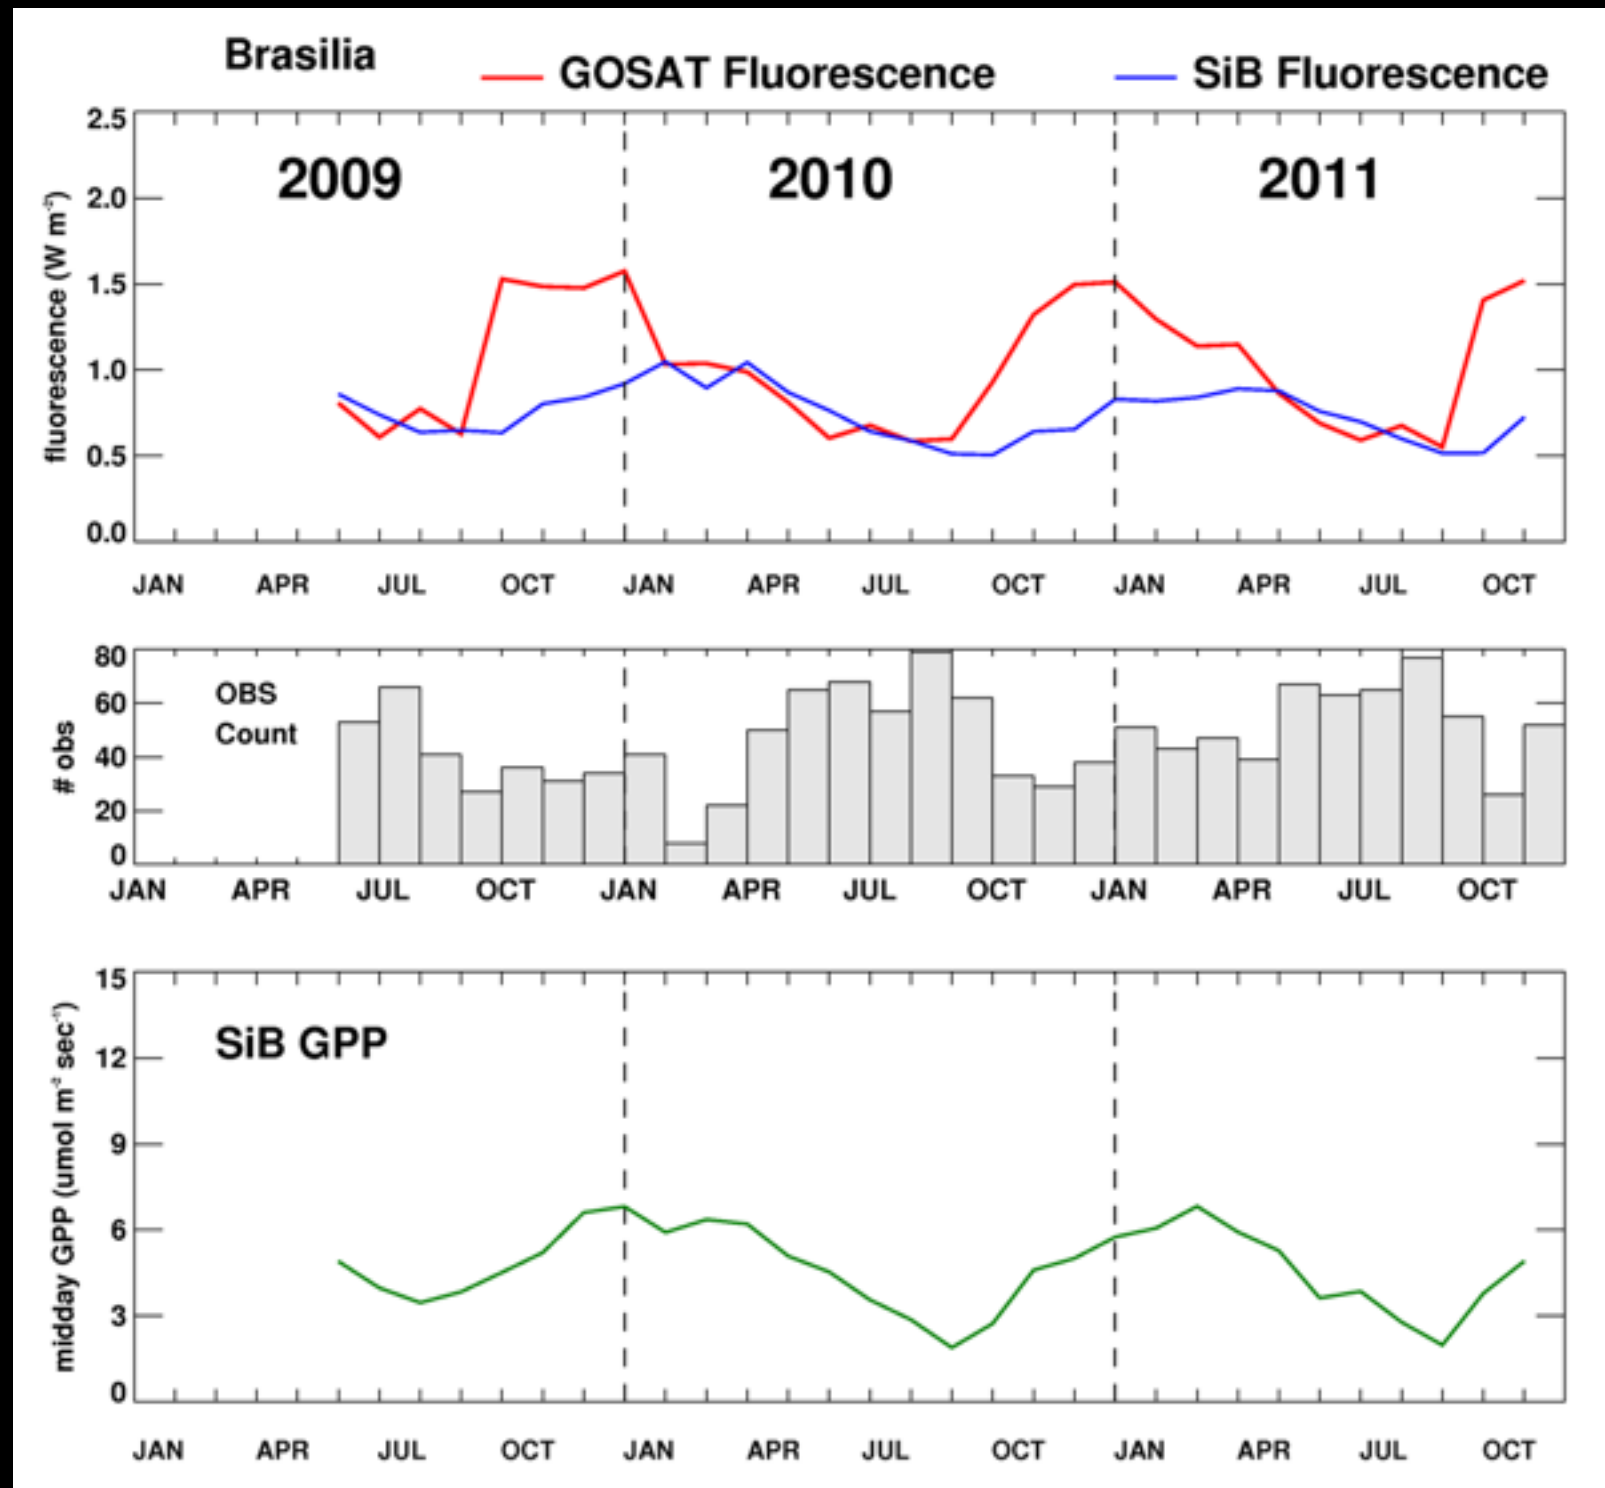 Brasilia
GOSAT Fluorescence
SiB Fluorescence
2009
2010
2011
fluorescence (W m⁻²)
2.5
2.0
1.5
1.0
0.5
0.0
JAN APR JUL OCT JAN APR JUL OCT JAN APR JUL OCT
OBS
Count
# obs
80
60
40
20
0
JAN APR JUL OCT JAN APR JUL OCT JAN APR JUL OCT
SiB GPP
midday GPP (umol m⁻² sec⁻¹)
15
12
9
6
3
0
JAN APR JUL OCT JAN APR JUL OCT JAN APR JUL OCT